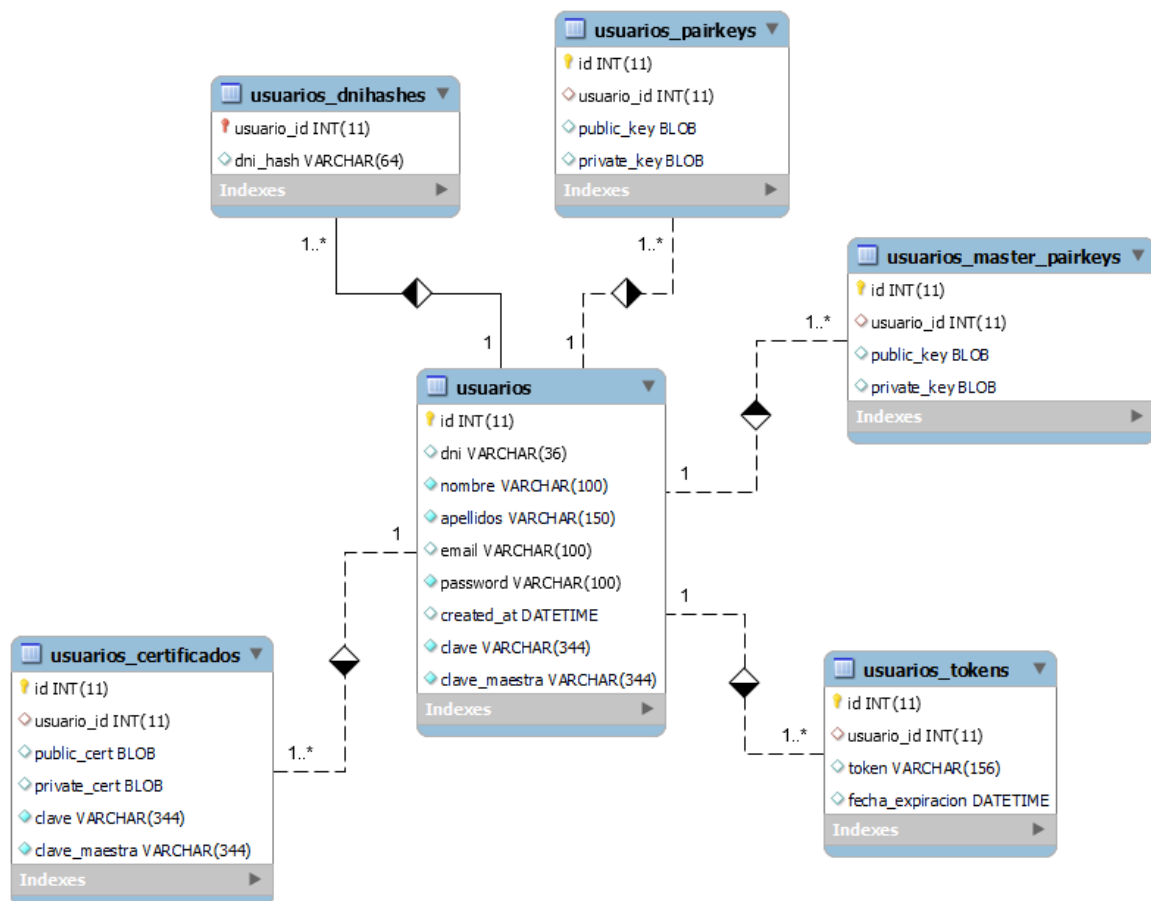 usuarios_pairkeys
id INT(11)
usuario_id INT(11)
public_key BLOB
private_key BLOB
Indexes
usuarios_dnihashes
usuario_id INT(11)
dni_hash VARCHAR(64)
Indexes
1..*
1..*
usuarios_master_pairkeys
id INT(11)
usuario_id INT(11)
public_key BLOB
private_key BLOB
Indexes
1..*
1
1
usuarios
id INT(11)
dni VARCHAR(36)
nombre VARCHAR(100)
apellidos VARCHAR(150)
email VARCHAR(100)
password VARCHAR(100)
created_at DATETIME
clave VARCHAR(344)
clave_maestra VARCHAR(344)
Indexes
1
1
1
usuarios_certificados
id INT(11)
usuario_id INT(11)
public_cert BLOB
private_cert BLOB
clave VARCHAR(344)
clave_maestra VARCHAR(344)
Indexes
1..*
1..*
usuarios_tokens
id INT(11)
usuario_id INT(11)
token VARCHAR(156)
fecha_expiracion DATETIME
Indexes